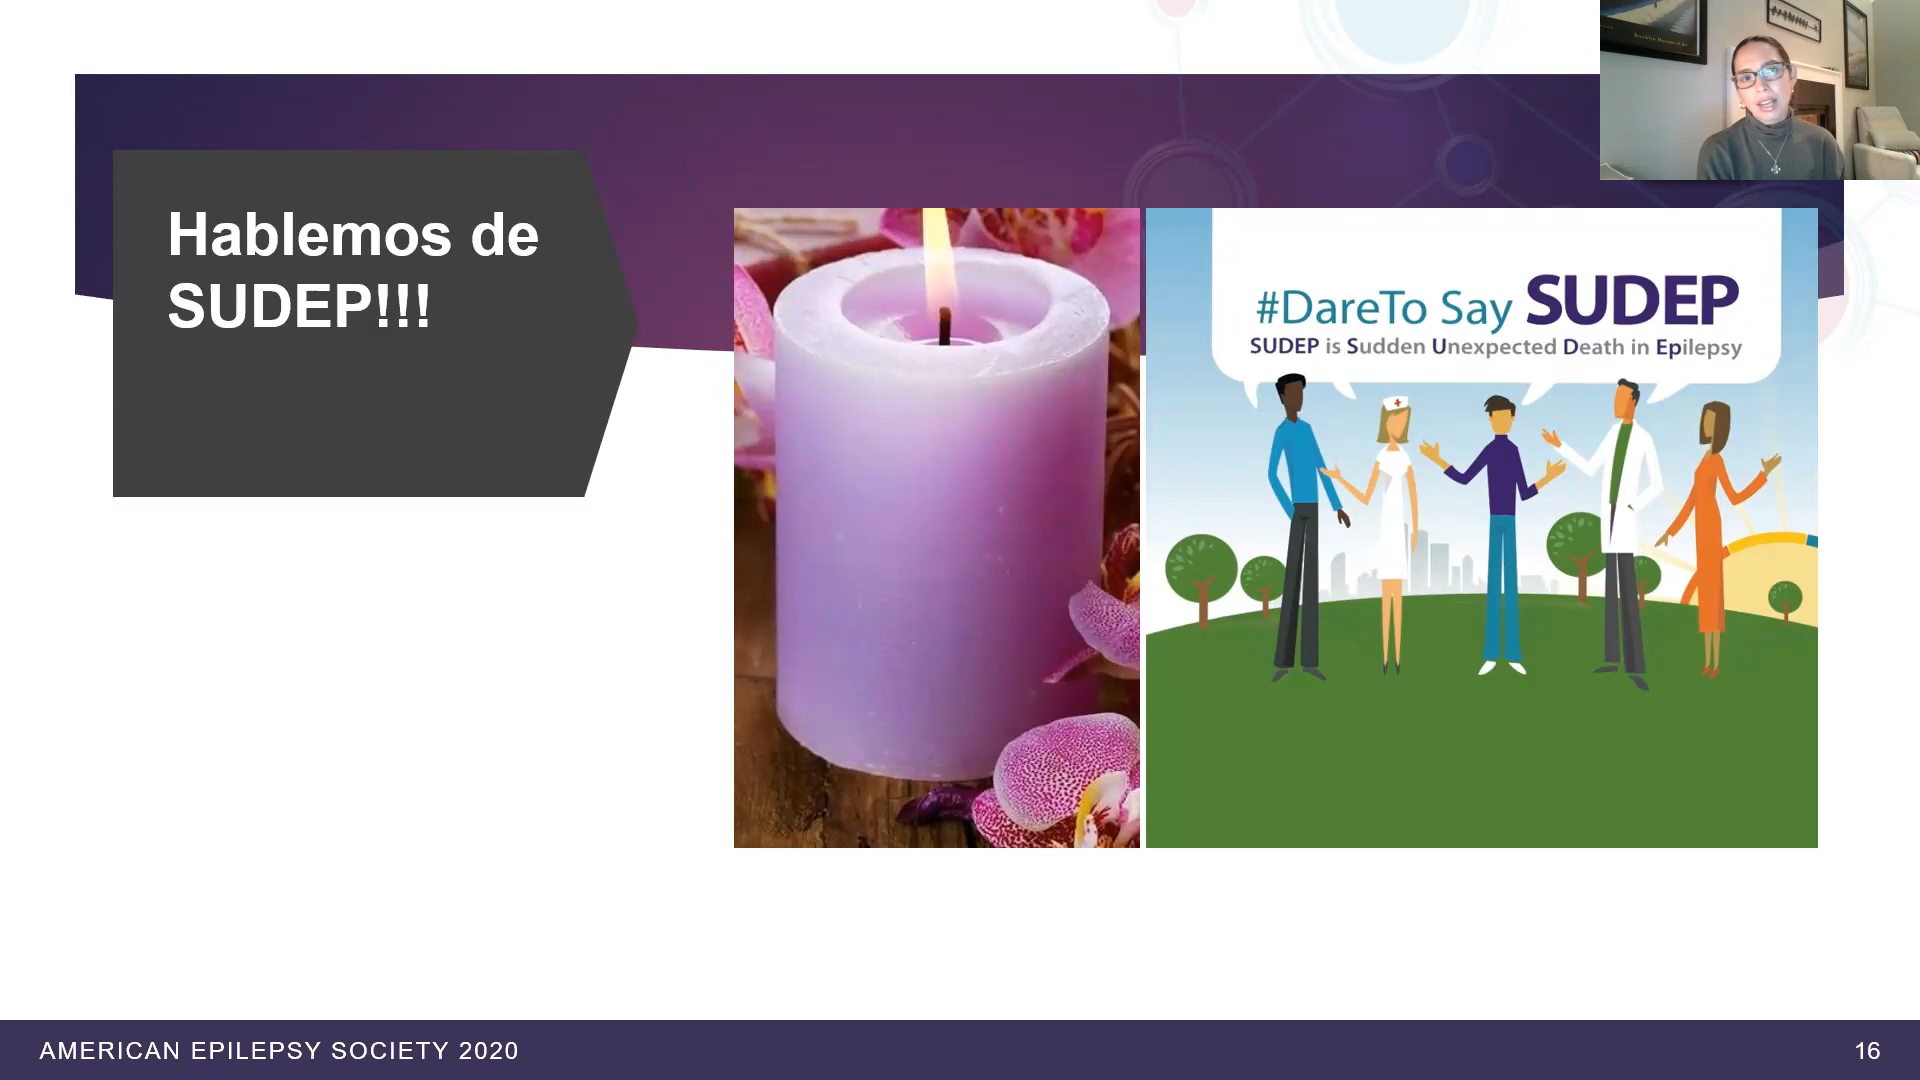 Hablemos de
SUDEP!!!
#DareTo Say SUDEP
SUDEP is Sudden Unexpected Death in Epilepsy
AMERICAN EPILEPSY SOCIETY 2020
16